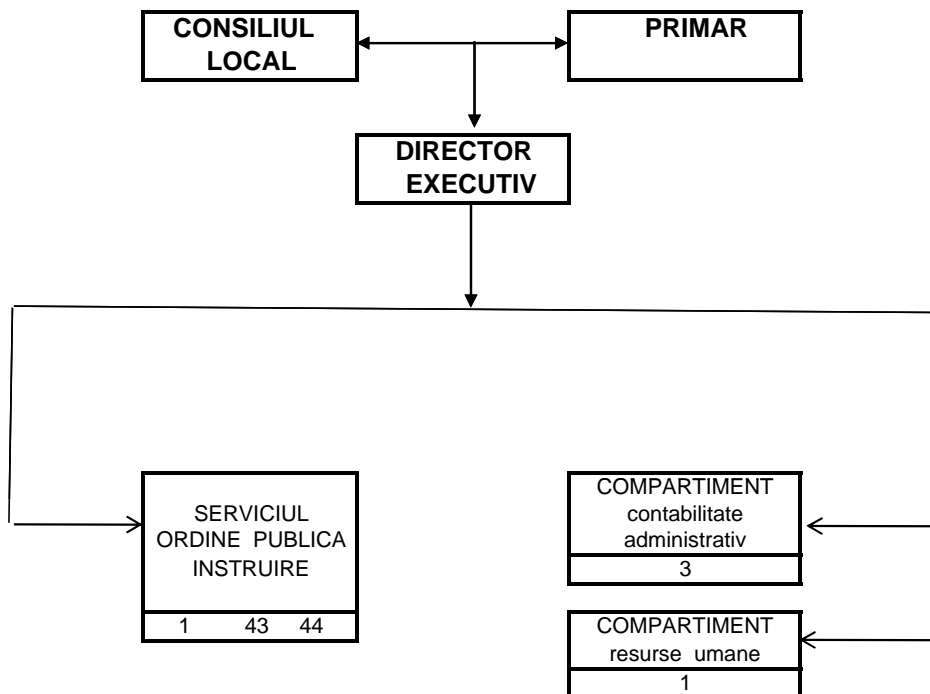 CONSILIUL
LOCAL
PRIMAR
DIRECTOR
EXECUTIV
SERVICIUL
ORDINE PUBLICA
INSTRUIRE
1 43 44
COMPARTIMENT
contabilitate
administrativ
3
COMPARTIMENT
resurse umane
1